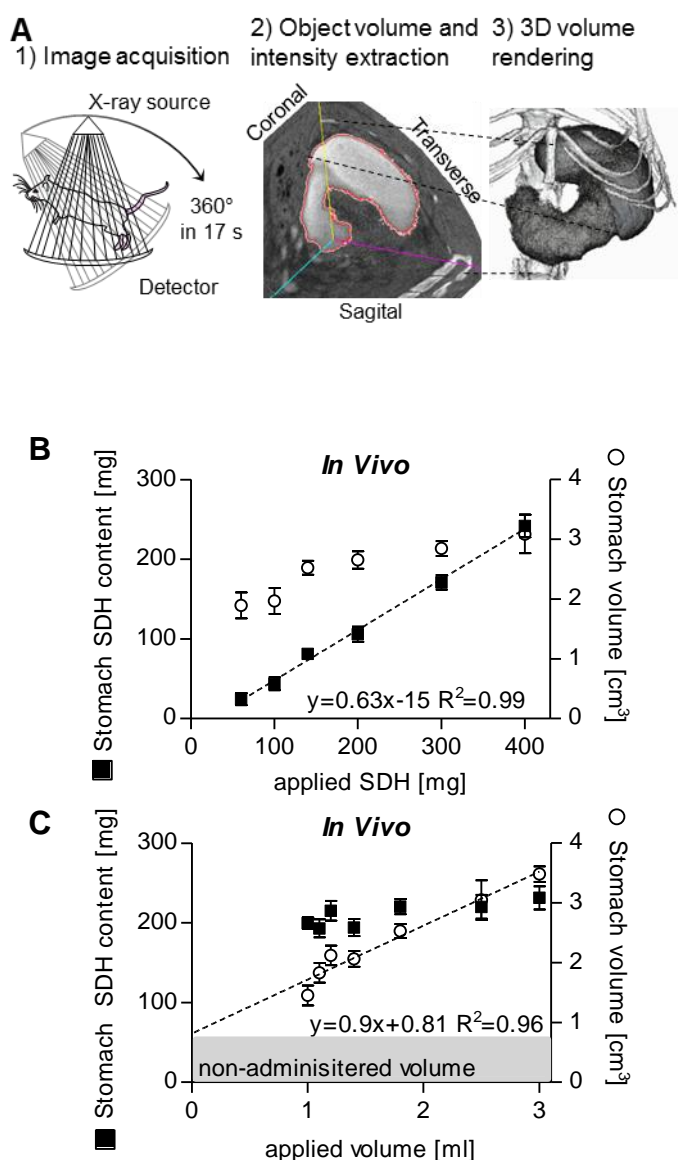 A
1) Image acquisition
2) Object volume and
intensity extraction
3) 3D volume
rendering
X-ray source
360°
in 17 s
Detector
Coronal
Transverse
Sagital
B
In Vivo
Stomach SDH content [mg]
Stomach volume [cm³]
300
200
100
0
4
3
2
1
0
y=0.63x-15 R²=0.99
0 100 200 300 400
applied SDH [mg]
C
In Vivo
Stomach SDH content [mg]
Stomach volume [cm³]
300
200
100
0
4
3
2
1
0
y=0.9x+0.81 R²=0.96
non-adminisitered volume
0 1 2 3
applied volume [ml]